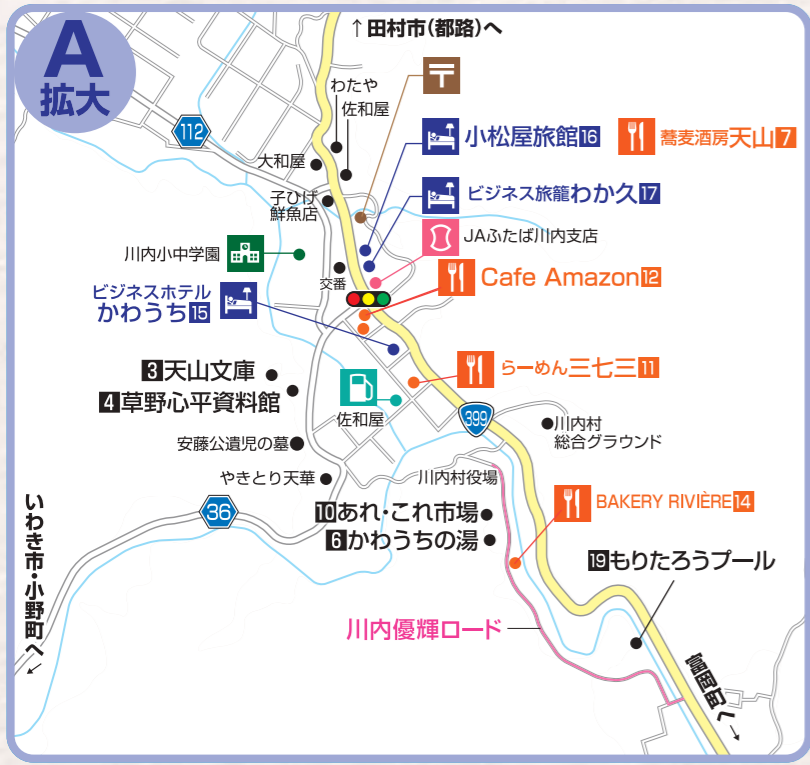 A
拡大
↑田村市(都路)へ
〒
わたや
佐和屋
112
小松屋旅館16
蕎麦酒房天山7
大和屋
子ひげ
鮮魚店
ビジネス旅籠わか久17
JAふたば川内支店
川内小中学園
交番
Cafe Amazon12
ビジネスホテル
かわうち15
3天山文庫
4草野心平資料館
らーめん三七三11
佐和屋
399
川内村
総合グラウンド
安藤公遺児の墓
やきとり天華
川内村役場
いわき市・小野町へ
36
10あれ・これ市場
6かわうちの湯
BAKERY RIVIÈRE14
19もりたろうプール
川内優輝ロード
富岡町へ